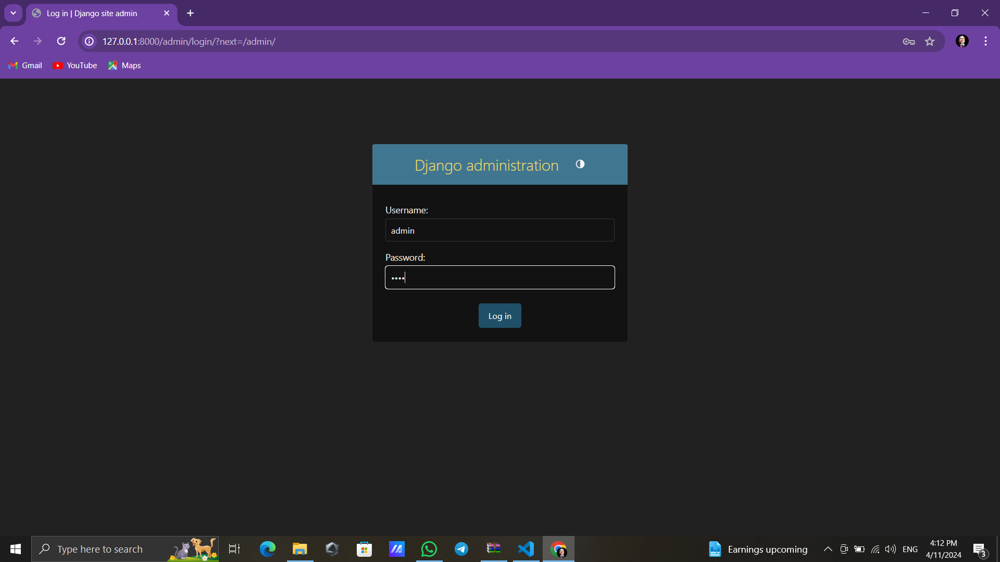 Log in | Django site admin
127.0.0.1:8000/admin/login/?next=/admin/
Gmail
YouTube
Maps
Django administration
Username:
admin
Password:
••••
Log in
Type here to search
Earnings upcoming
ENG
4:12 PM
4/11/2024
3